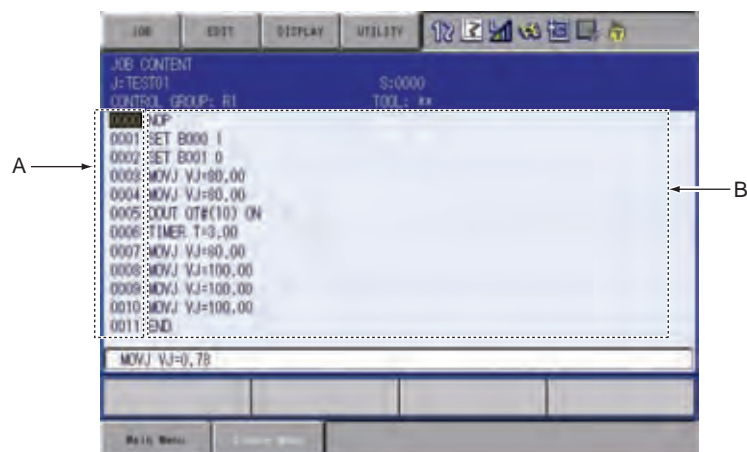 JOB EDIT DISPLAY UTILITY
JOB CONTENT
J:TEST01 S:0000
CONTROL GROUP: R1 TOOL: **
0000 NOP
0001 SET B000 1
0002 SET B001 0
0003 MOVJ VJ=80.00
0004 MOVJ VJ=80.00
0005 DOUT OT#(10) ON
0006 TIMER T=3.00
0007 MOVJ VJ=80.00
0008 MOVJ VJ=100.00
0009 MOVJ VJ=100.00
0010 MOVJ VJ=100.00
0011 END
A
B
MOVJ VJ=0.78
Main Menu